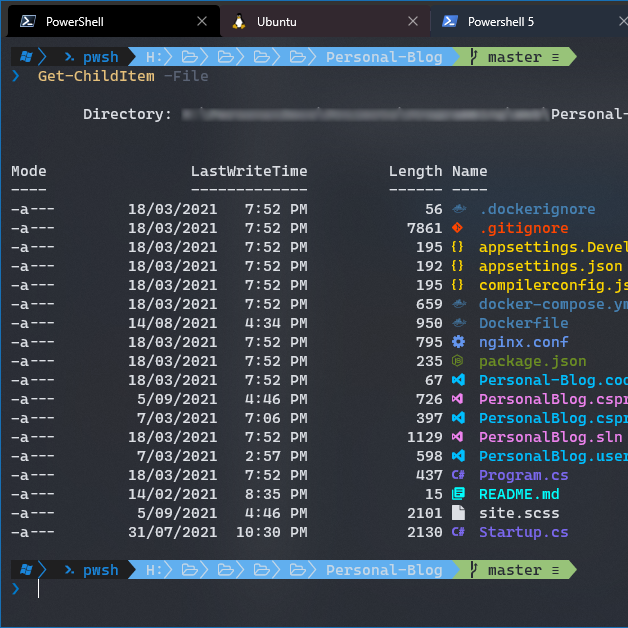 PowerShell Ubuntu Powershell 5
pwsh H: Personal-Blog master ≡
❯ Get-ChildItem -File
Directory: Personal-
Mode LastWriteTime Length Name
---- ------------- ------ ----
-a--- 18/03/2021 7:52 PM 56 .dockerignore
-a--- 18/03/2021 7:52 PM 7861 .gitignore
-a--- 18/03/2021 7:52 PM 195 {} appsettings.Devel
-a--- 18/03/2021 7:52 PM 192 {} appsettings.json
-a--- 18/03/2021 7:52 PM 195 {} compilerconfig.js
-a--- 18/03/2021 7:52 PM 659 docker-compose.ym
-a--- 14/08/2021 4:34 PM 950 Dockerfile
-a--- 18/03/2021 7:52 PM 795 nginx.conf
-a--- 18/03/2021 7:52 PM 235 package.json
-a--- 18/03/2021 7:52 PM 67 Personal-Blog.cod
-a--- 5/09/2021 4:46 PM 726 PersonalBlog.cspr
-a--- 7/03/2021 7:06 PM 397 PersonalBlog.cspr
-a--- 18/03/2021 7:52 PM 1129 PersonalBlog.sln
-a--- 7/03/2021 2:57 PM 598 PersonalBlog.user
-a--- 18/03/2021 7:52 PM 437 C# Program.cs
-a--- 14/02/2021 8:35 PM 15 README.md
-a--- 5/09/2021 4:46 PM 2101 site.scss
-a--- 31/07/2021 10:30 PM 2130 C# Startup.cs
pwsh H: Personal-Blog master ≡
❯